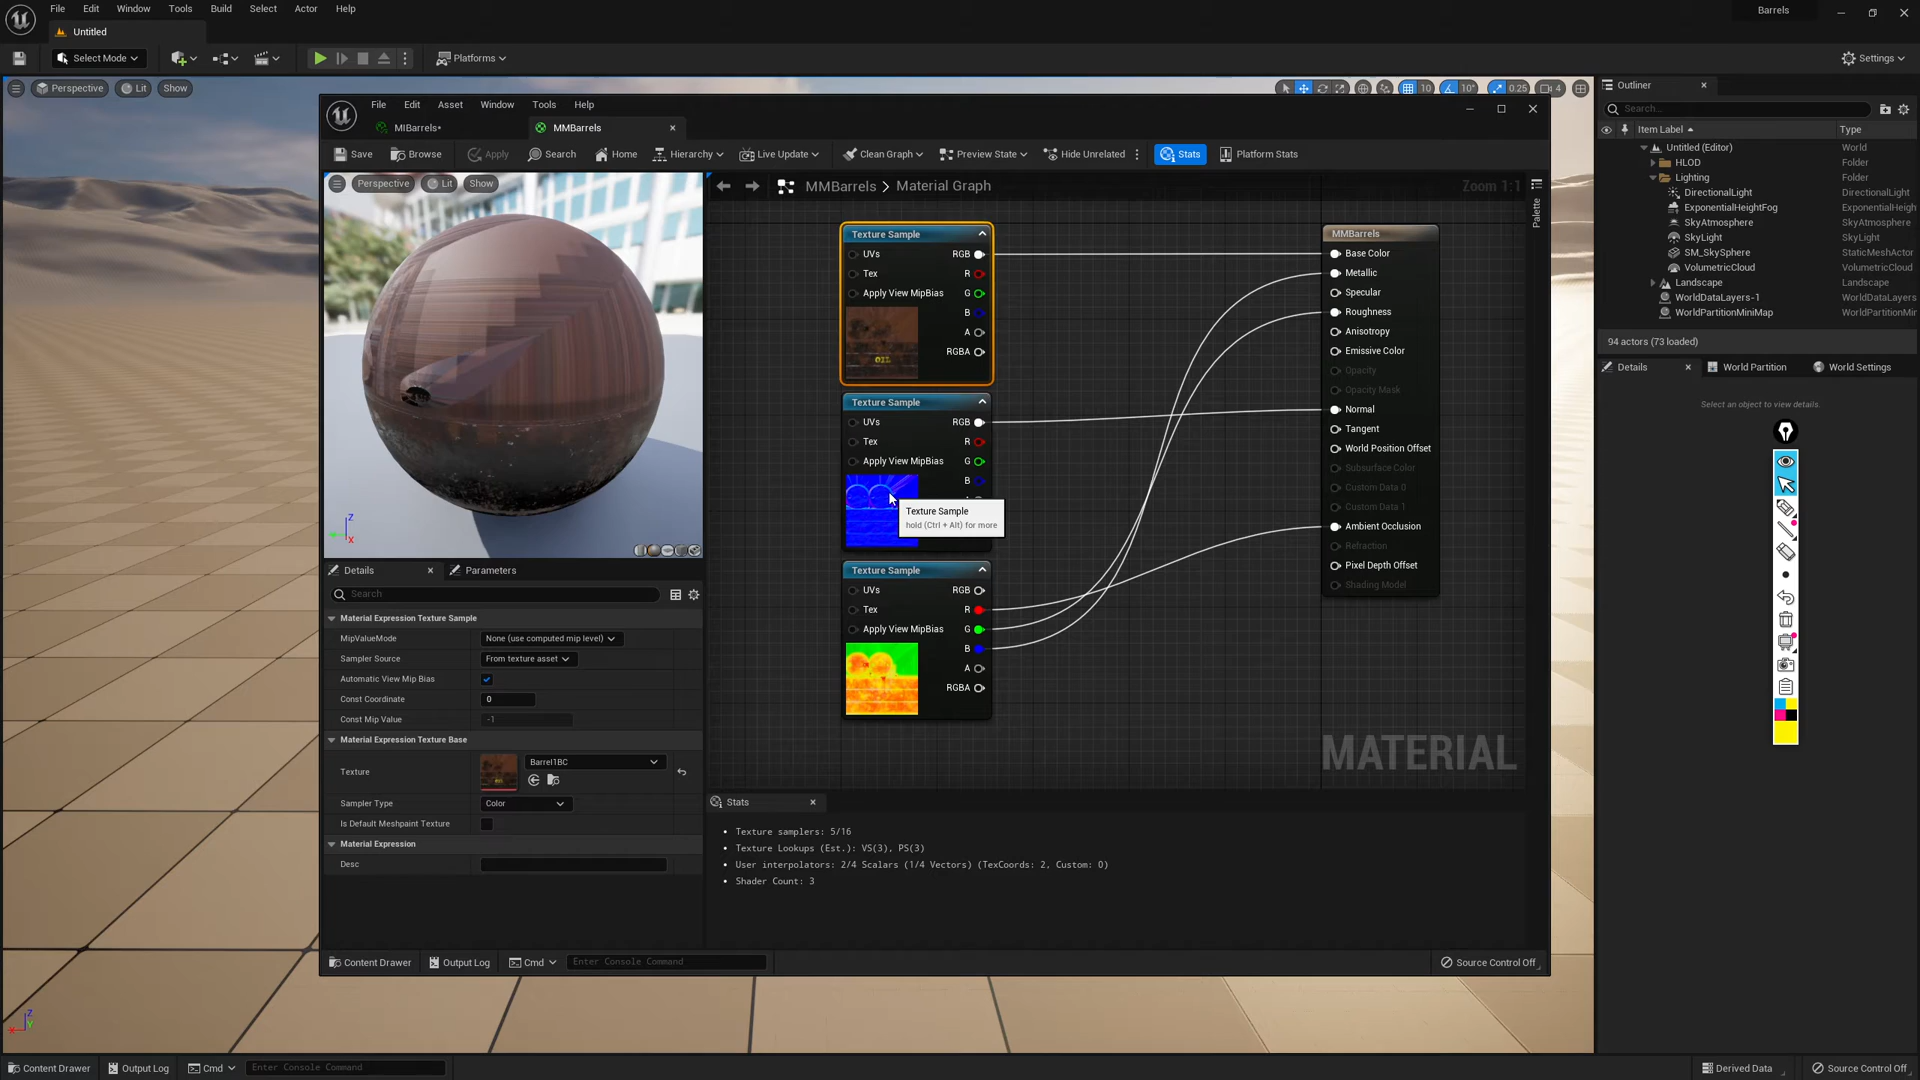 File Edit Window Tools Build Select Actor Help
Barrels
Untitled
Select Mode
Platforms
Settings
Perspective Lit Show
10 10° 0.25 4
File Edit Asset Window Tools Help
MIBarrels•
MMBarrels
Save Browse Apply Search Home Hierarchy Live Update Clean Graph Preview State Hide Unrelated Stats Platform Stats
Perspective Lit Show
MMBarrels > Material Graph
Zoom 1:1
Palette
Texture Sample
UVs RGB
Tex R
Apply View MipBias G
B
A
RGBA
OIL
Texture Sample
UVs RGB
Tex R
Apply View MipBias G
B
Texture Sample
hold (Ctrl + Alt) for more
Texture Sample
UVs RGB
Tex R
Apply View MipBias G
B
A
RGBA
MMBarrels
Base Color
Metallic
Specular
Roughness
Anisotropy
Emissive Color
Opacity
Opacity Mask
Normal
Tangent
World Position Offset
Subsurface Color
Custom Data 0
Custom Data 1
Ambient Occlusion
Refraction
Pixel Depth Offset
Shading Model
MATERIAL
Z
X
Details
Parameters
Search
Material Expression Texture Sample
MipValueMode None (use computed mip level)
Sampler Source From texture asset
Automatic View Mip Bias
Const Coordinate 0
Const Mip Value -1
Material Expression Texture Base
Texture Barrel1BC
Sampler Type Color
Is Default Meshpaint Texture
Material Expression
Desc
Stats
Texture samplers: 5/16
Texture Lookups (Est.): VS(3), PS(3)
User interpolators: 2/4 Scalars (1/4 Vectors) (TexCoords: 2, Custom: 0)
Shader Count: 3
Content Drawer Output Log Cmd Enter Console Command
Source Control Off
Outliner
Search...
Item Label Type
Untitled (Editor) World
HLOD Folder
Lighting Folder
DirectionalLight DirectionalLight
ExponentialHeightFog ExponentialHeigh
SkyAtmosphere SkyAtmosphere
SkyLight SkyLight
SM_SkySphere StaticMeshActor
VolumetricCloud VolumetricCloud
Landscape Landscape
WorldDataLayers-1 WorldDataLayers
WorldPartitionMiniMap WorldPartitionMin
94 actors (73 loaded)
Details
World Partition
World Settings
Select an object to view details.
Z
X Y
Content Drawer Output Log Cmd Enter Console Command
Derived Data
Source Control Off